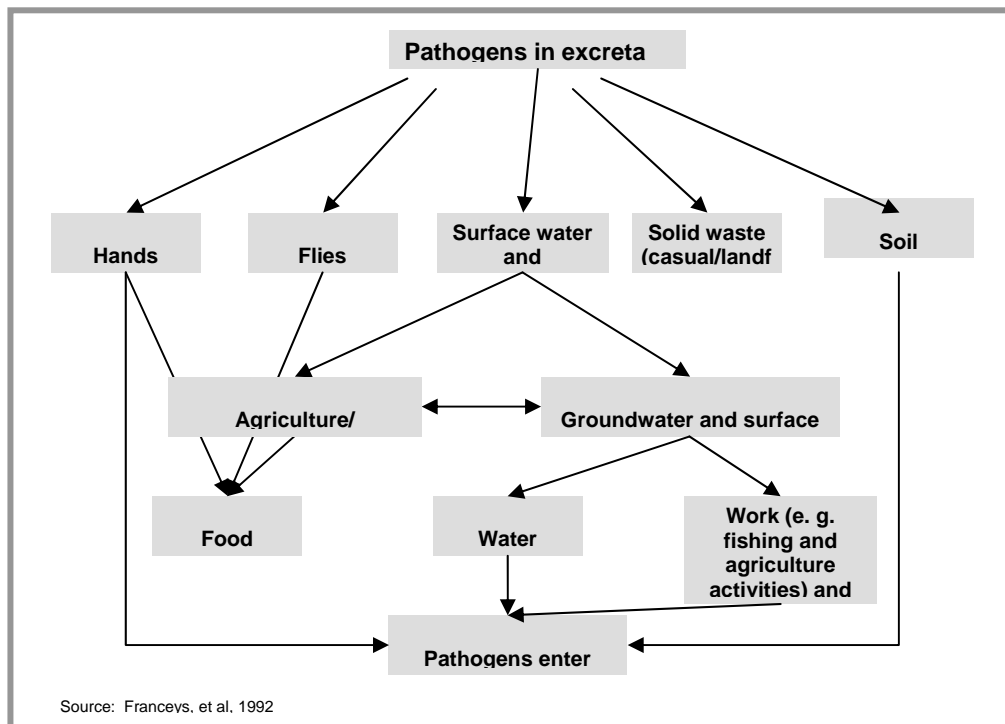 Pathogens in excreta
Hands
Flies
Surface water
and
Solid waste
(casual/landf
Soil
Agriculture/
Groundwater and surface
Food
Water
Work (e. g.
fishing and
agriculture
activities) and
Pathogens enter
Source: Franceys, et al, 1992